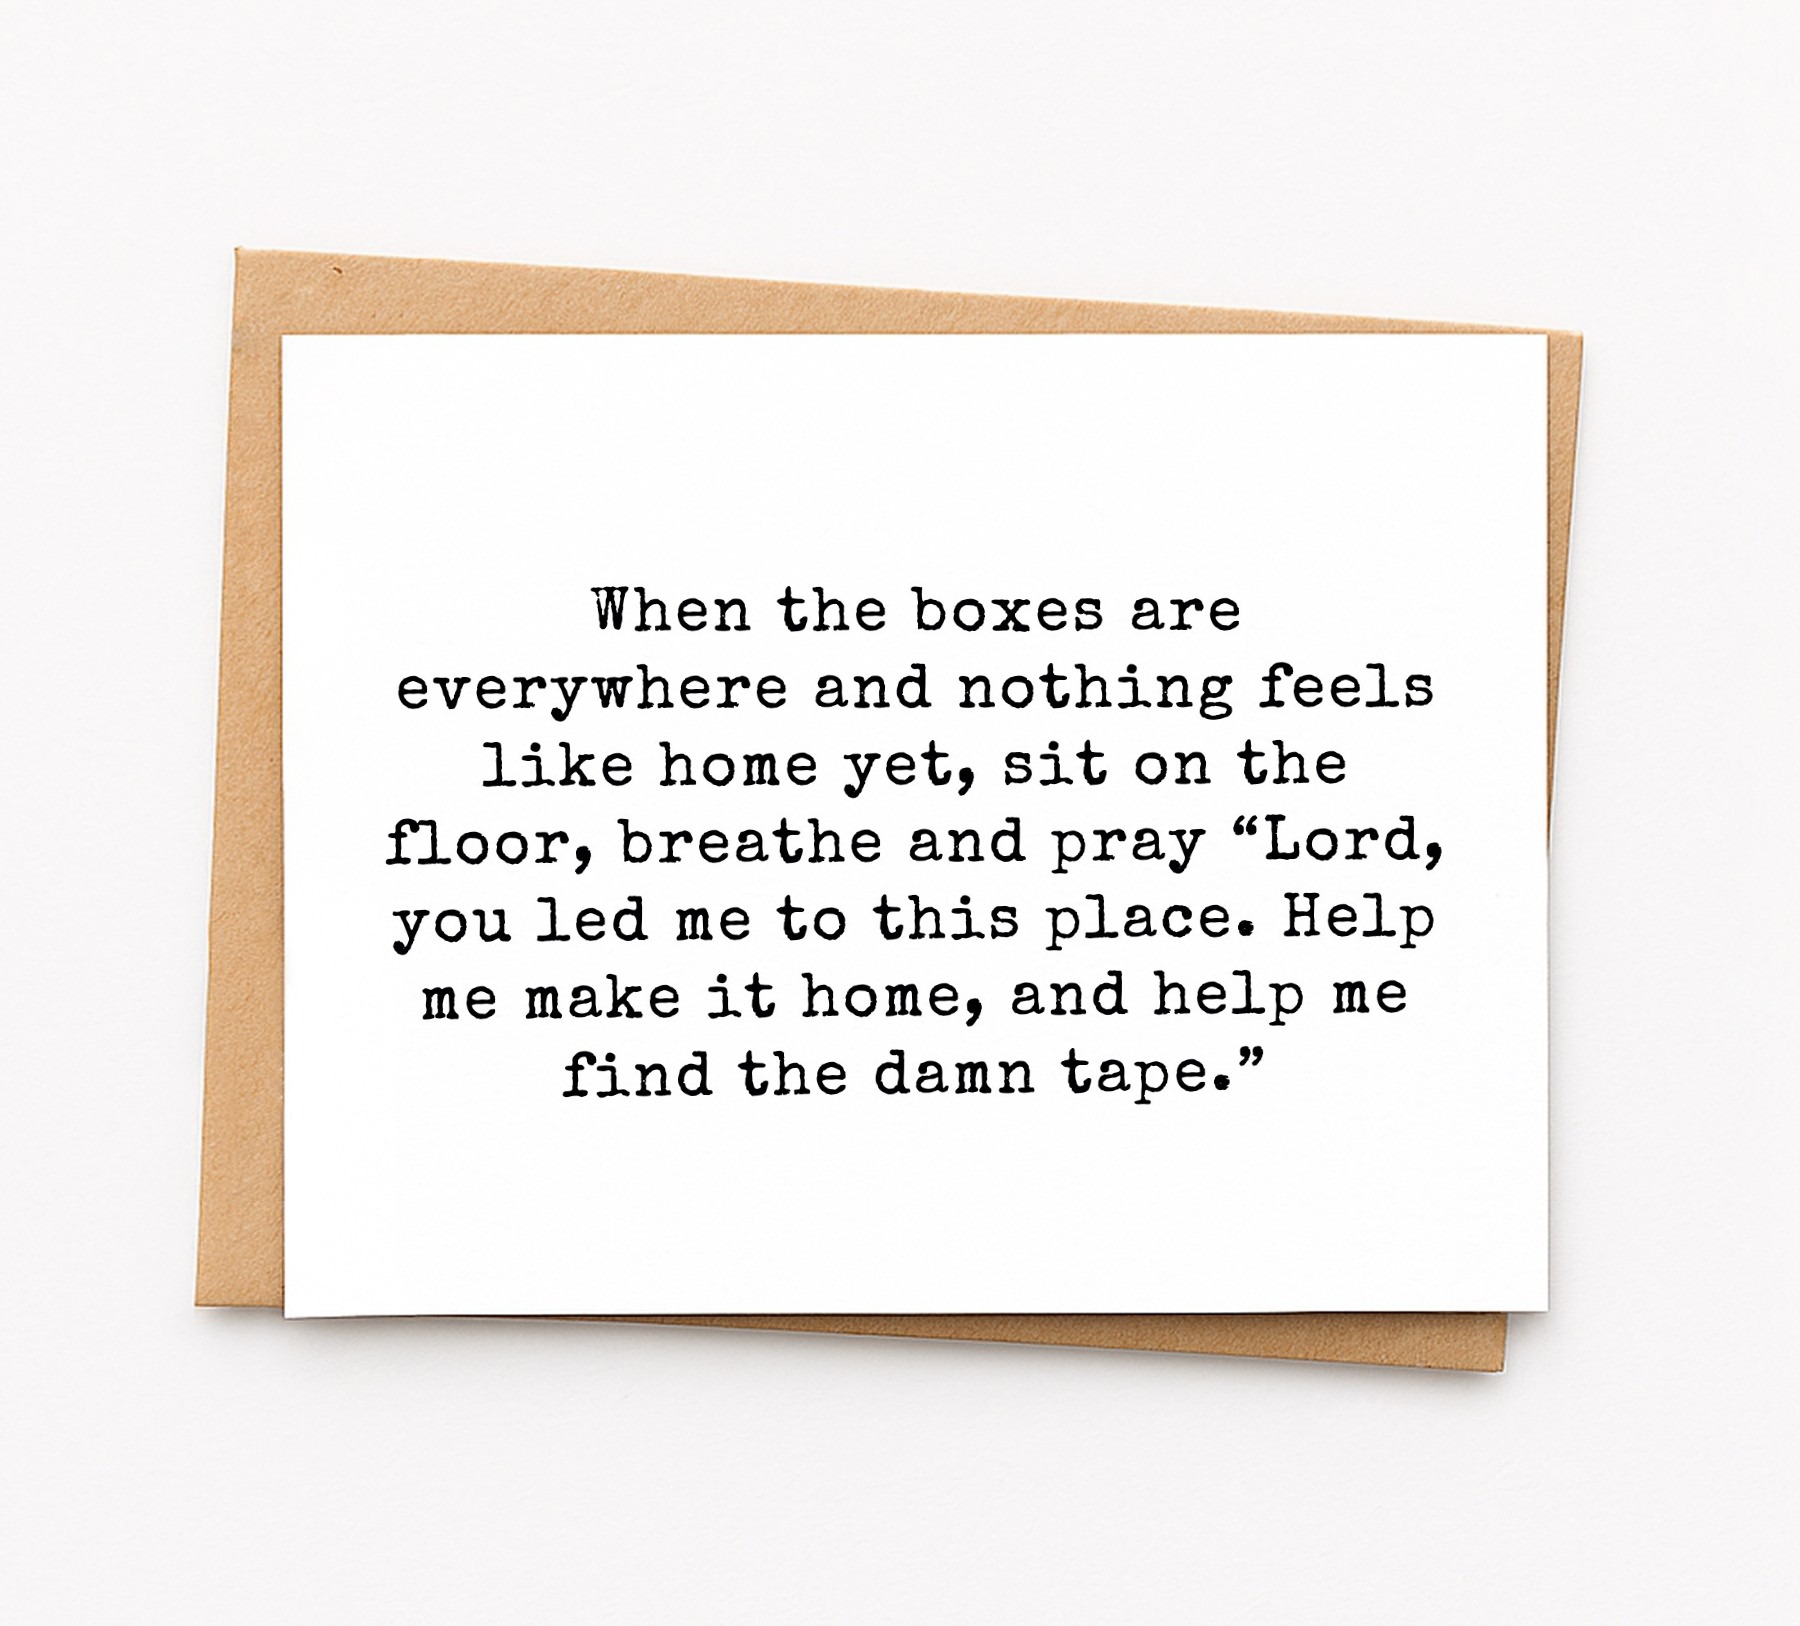 When the boxes are
everywhere and nothing feels
like home yet, sit on the
floor, breathe and pray “Lord,
you led me to this place. Help
me make it home, and help me
find the damn tape.”